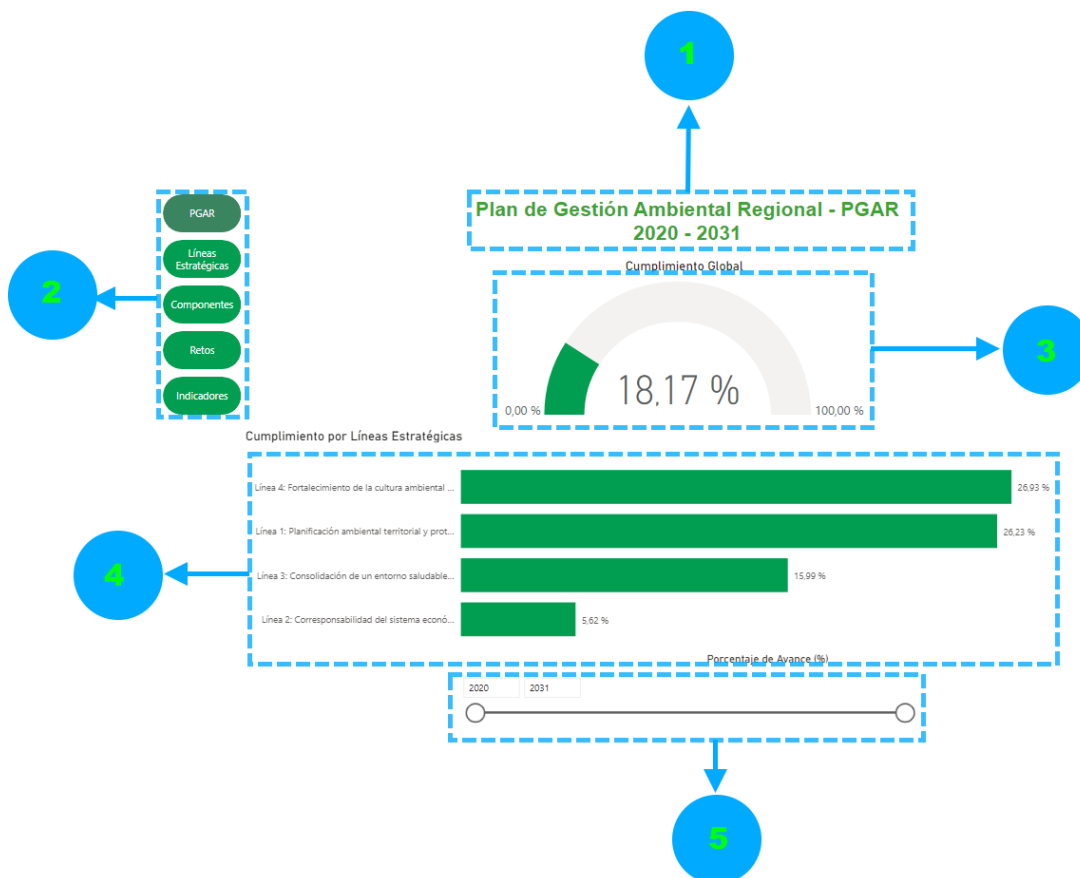 1
PGAR
Plan de Gestión Ambiental Regional - PGAR
2020 - 2031
Líneas
Estratégicas
Cumplimiento Global
2
Componentes
Retos
3
18,17 %
Indicadores
0,00 %
100,00 %
Cumplimiento por Líneas Estratégicas
Línea 4: Fortalecimiento de la cultura ambiental ...
26,93 %
Línea 1: Planificación ambiental territorial y prot...
26,23 %
4
Línea 3: Consolidación de un entorno saludable...
15,99 %
Línea 2: Corresponsabilidad del sistema econó...
5,62 %
Porcentaje de Avance (%)
2020
2031
5